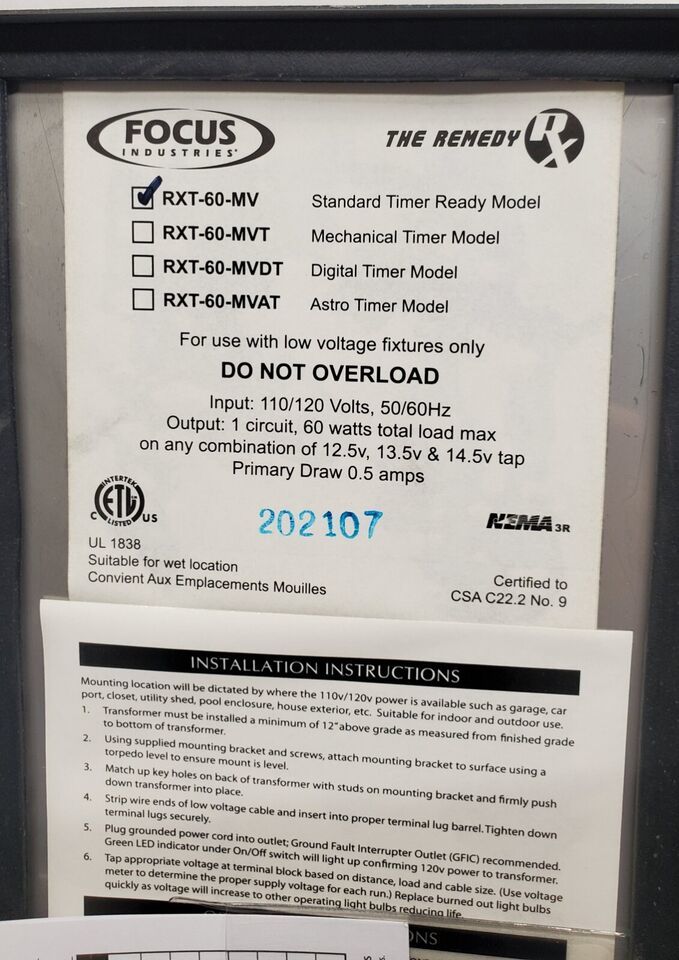 FOCUS
INDUSTRIES
THE REMEDY Rx
RXT-60-MV Standard Timer Ready Model
RXT-60-MVT Mechanical Timer Model
RXT-60-MVDT Digital Timer Model
RXT-60-MVAT Astro Timer Model
For use with low voltage fixtures only
DO NOT OVERLOAD
Input: 110/120 Volts, 50/60Hz
Output: 1 circuit, 60 watts total load max
on any combination of 12.5v, 13.5v & 14.5v tap
Primary Draw 0.5 amps
INTERTEK
C ETL US
LISTED
202107
NEMA 3R
UL 1838
Suitable for wet location
Convient Aux Emplacements Mouilles
Certified to
CSA C22.2 No. 9
INSTALLATION INSTRUCTIONS
Mounting location will be dictated by where the 110v/120v power is available such as garage, car
port, closet, utility shed, pool enclosure, house exterior, etc. Suitable for indoor and outdoor use.
1. Transformer must be installed a minimum of 12" above grade as measured from finished grade
to bottom of transformer.
2. Using supplied mounting bracket and screws, attach mounting bracket to surface using a
torpedo level to ensure mount is level.
3. Match up key holes on back of transformer with studs on mounting bracket and firmly push
down transformer into place.
4. Strip wire ends of low voltage cable and insert into proper terminal lug barrel. Tighten down
terminal lugs securely.
5. Plug grounded power cord into outlet; Ground Fault Interrupter Outlet (GFIC) recommended.
Green LED indicator under On/Off switch will light up confirming 120v power to transformer.
6. Tap appropriate voltage at terminal block based on distance, load and cable size. (Use voltage
meter to determine the proper supply voltage for each run.) Replace burned out light bulbs
quickly as voltage will increase to other operating light bulbs reducing life.